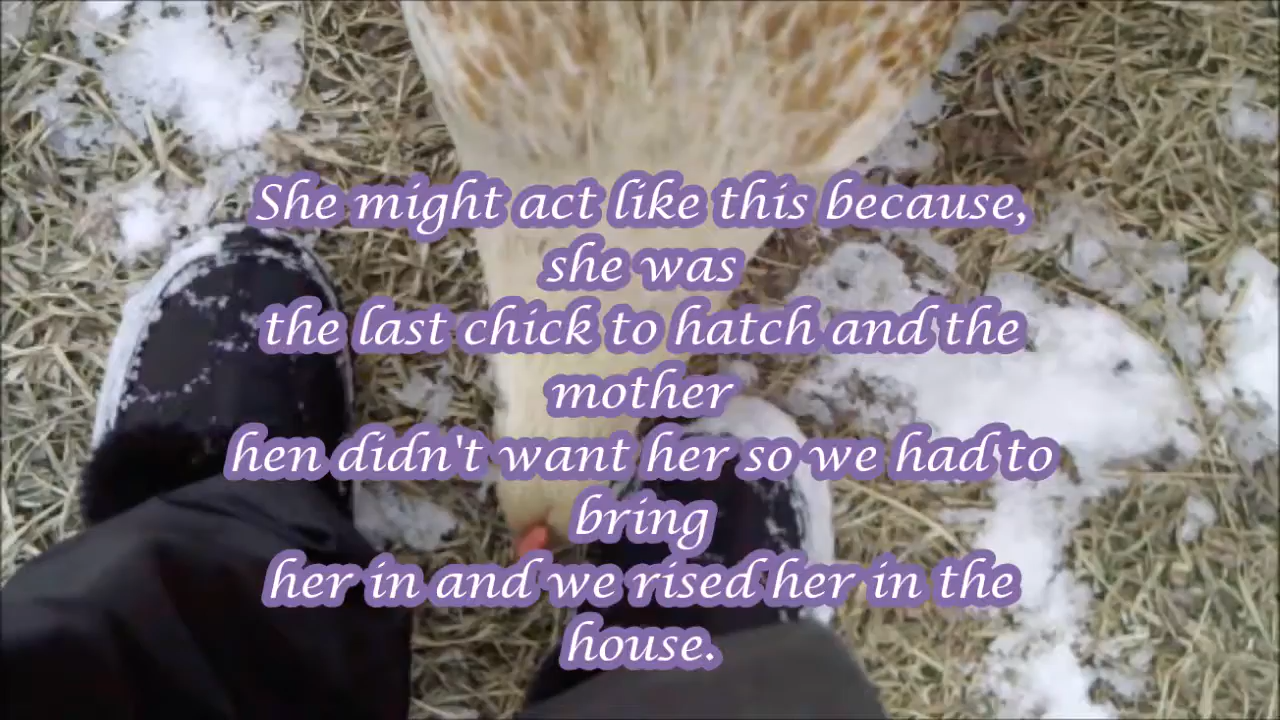 She might act like this because,
she was
the last chick to hatch and the
mother
hen didn't want her so we had to
bring
her in and we rised her in the
house.